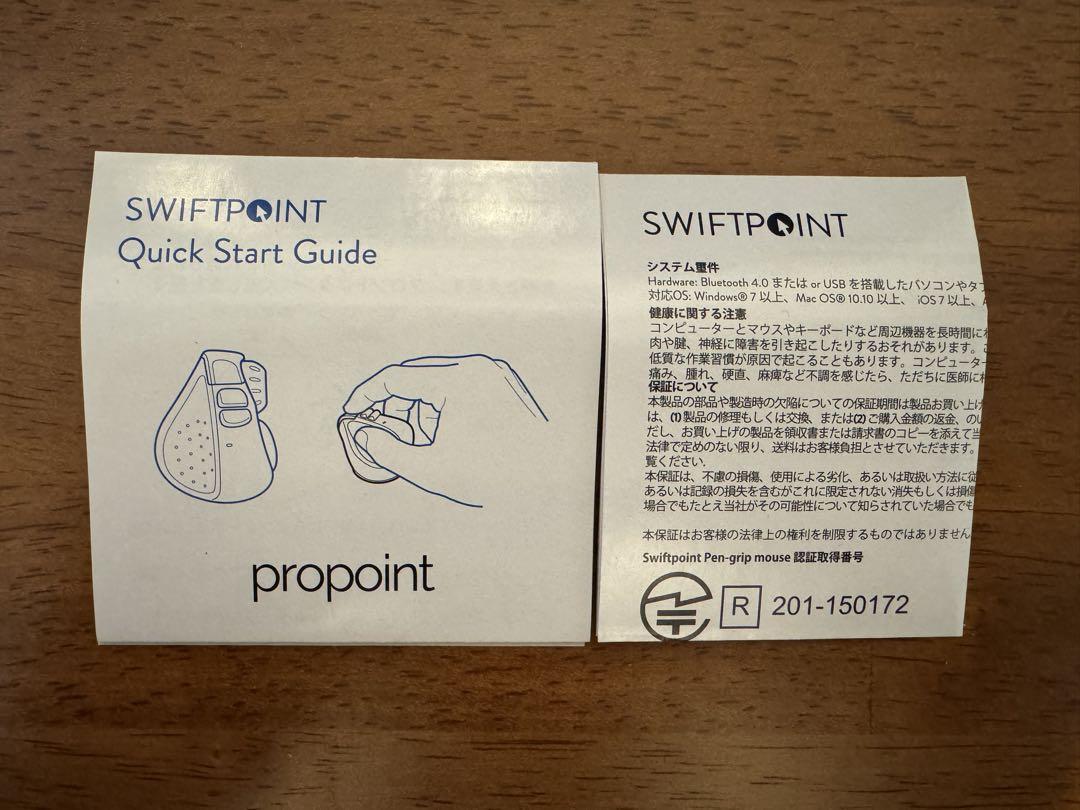 SWIFTPOINT
Quick Start Guide
propoint
SWIFTPOINT
システム重件
Hardware: Bluetooth 4.0 または or USB を搭載したパソコンやタブ
対応OS: Windows® 7 以上、 Mac OS® 10.10 以上、 iOS 7 以上、
健康に関する注意
コンピューターとマウスやキーボードなど周辺機器を長時間に
肉や腱、神経に障害を引き起こしたりするおそれがあります。
低質な作業習慣が原因で起こることもあります。コンピューター
痛み、腫れ、硬直、麻痺など不調を感じたら、ただちに医師に
保証について
本製品の部品や製造時の欠陥についての保証期間は製品お買い上げ
は、(1) 製品の修理もしくは交換、または(2) ご購入金額の返金、のい
だし、お買い上げの製品を領収書または請求書のコピーを添えて当
法律で定めのない限り、送料はお客様負担とさせていただきます。
覧ください.
本保証は、不慮の損傷、使用による劣化、あるいは取扱い方法に従
あるいは記録の損失を含むがこれに限定されない消失もしくは損傷
場合でもたとえ当社がその可能性について知らされていた場合でも
本保証はお客様の法律上の権利を制限するものではありません
Swiftpoint Pen-grip mouse 認証取得番号
R 201-150172